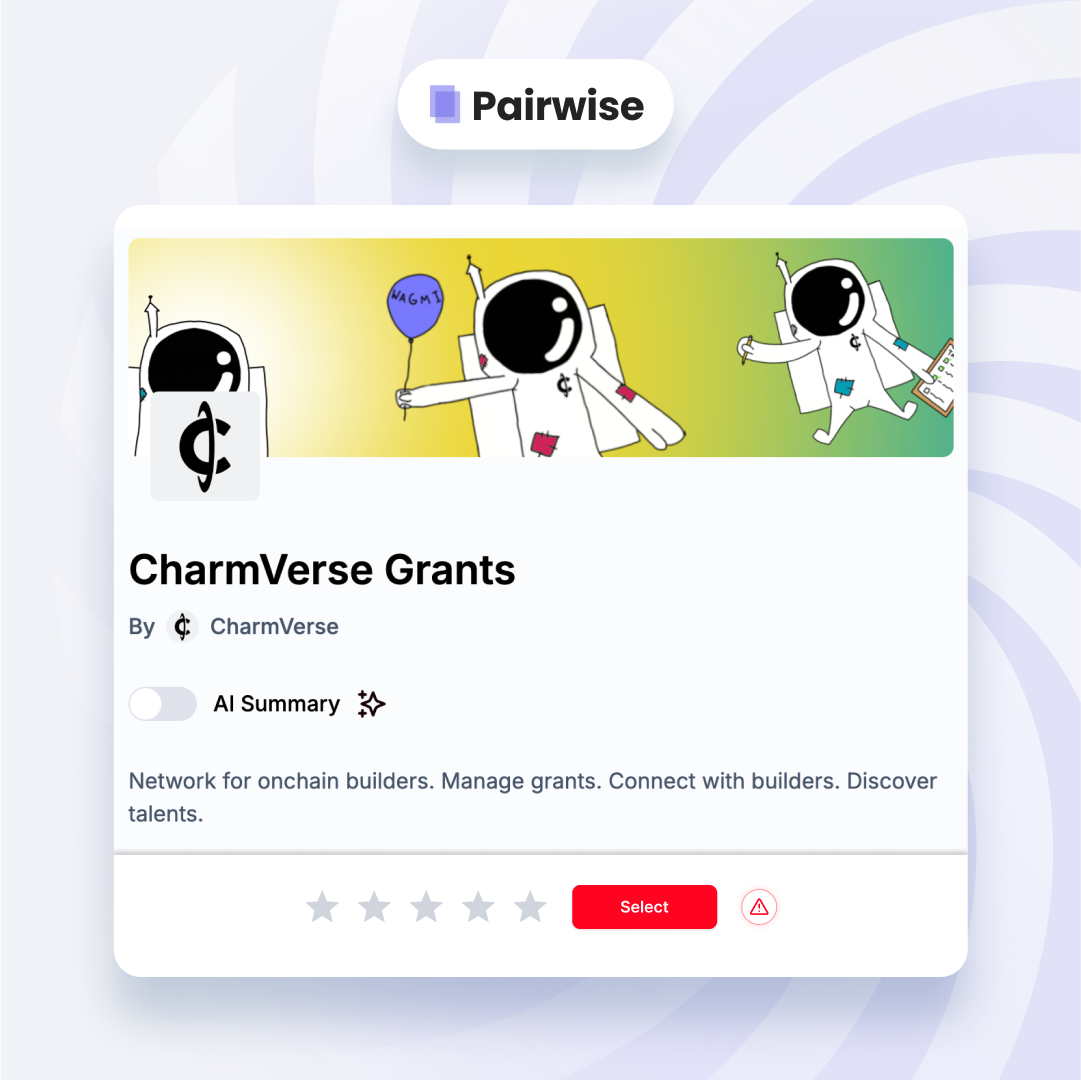 Pairwise
WAGMI
CharmVerse Grants
By CharmVerse
AI Summary
Network for onchain builders. Manage grants. Connect with builders. Discover
talents.
Select